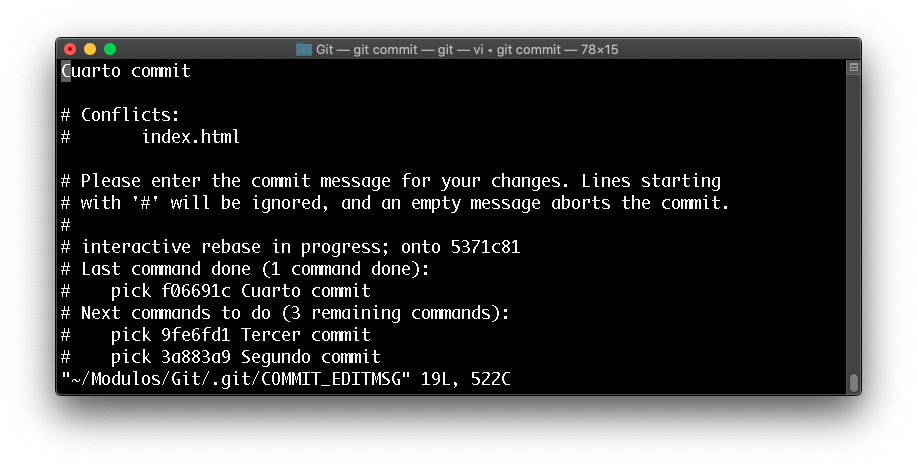 Git — git commit — git — vi ◂ git commit — 78×15
Cuarto commit
# Conflicts:
#       index.html
# Please enter the commit message for your changes. Lines starting
# with '#' will be ignored, and an empty message aborts the commit.
#
# interactive rebase in progress; onto 5371c81
# Last command done (1 command done):
#    pick f06691c Cuarto commit
# Next commands to do (3 remaining commands):
#    pick 9fe6fd1 Tercer commit
#    pick 3a883a9 Segundo commit
"~/Modulos/Git/.git/COMMIT_EDITMSG" 19L, 522C